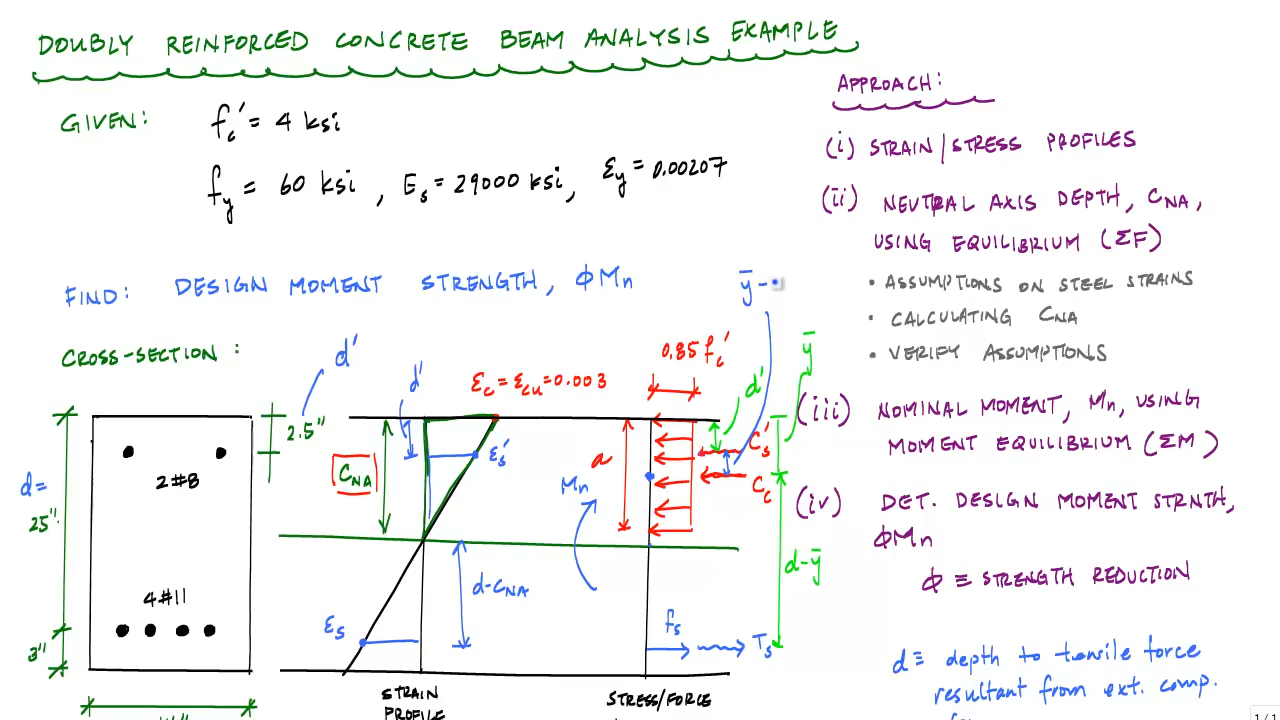 DOUBLY REINFORCED CONCRETE BEAM ANALYSIS EXAMPLE
GIVEN: fc' = 4 ksi
fy = 60 ksi, Es = 29000 ksi, εy = 0.00207
FIND: DESIGN MOMENT STRENGTH, ϕMn
CROSS-SECTION:
d'
2.5"
2#8
d=
25"
4#11
3"
d'
εc = εcu = 0.003
CNA
εs'
d-CNA
εs
STRAIN
PROFILE
ȳ -
0.85 fc'
ȳ
d'
Cs'
a
Cc
Mn
d-ȳ
fs
Ts
STRESS/FORCE
APPROACH:
(i) STRAIN/STRESS PROFILES
(ii) NEUTRAL AXIS DEPTH, CNA,
USING EQUILIBRIUM (ΣF)
• ASSUMPTIONS ON STEEL STRAINS
• CALCULATING CNA
• VERIFY ASSUMPTIONS
(iii) NOMINAL MOMENT, Mn, USING
MOMENT EQUILIBRIUM (ΣM)
(iv) DET. DESIGN MOMENT STRNTH,
ϕMn
ϕ ≡ STRENGTH REDUCTION
d ≡ depth to tensile force
resultant from ext. comp.